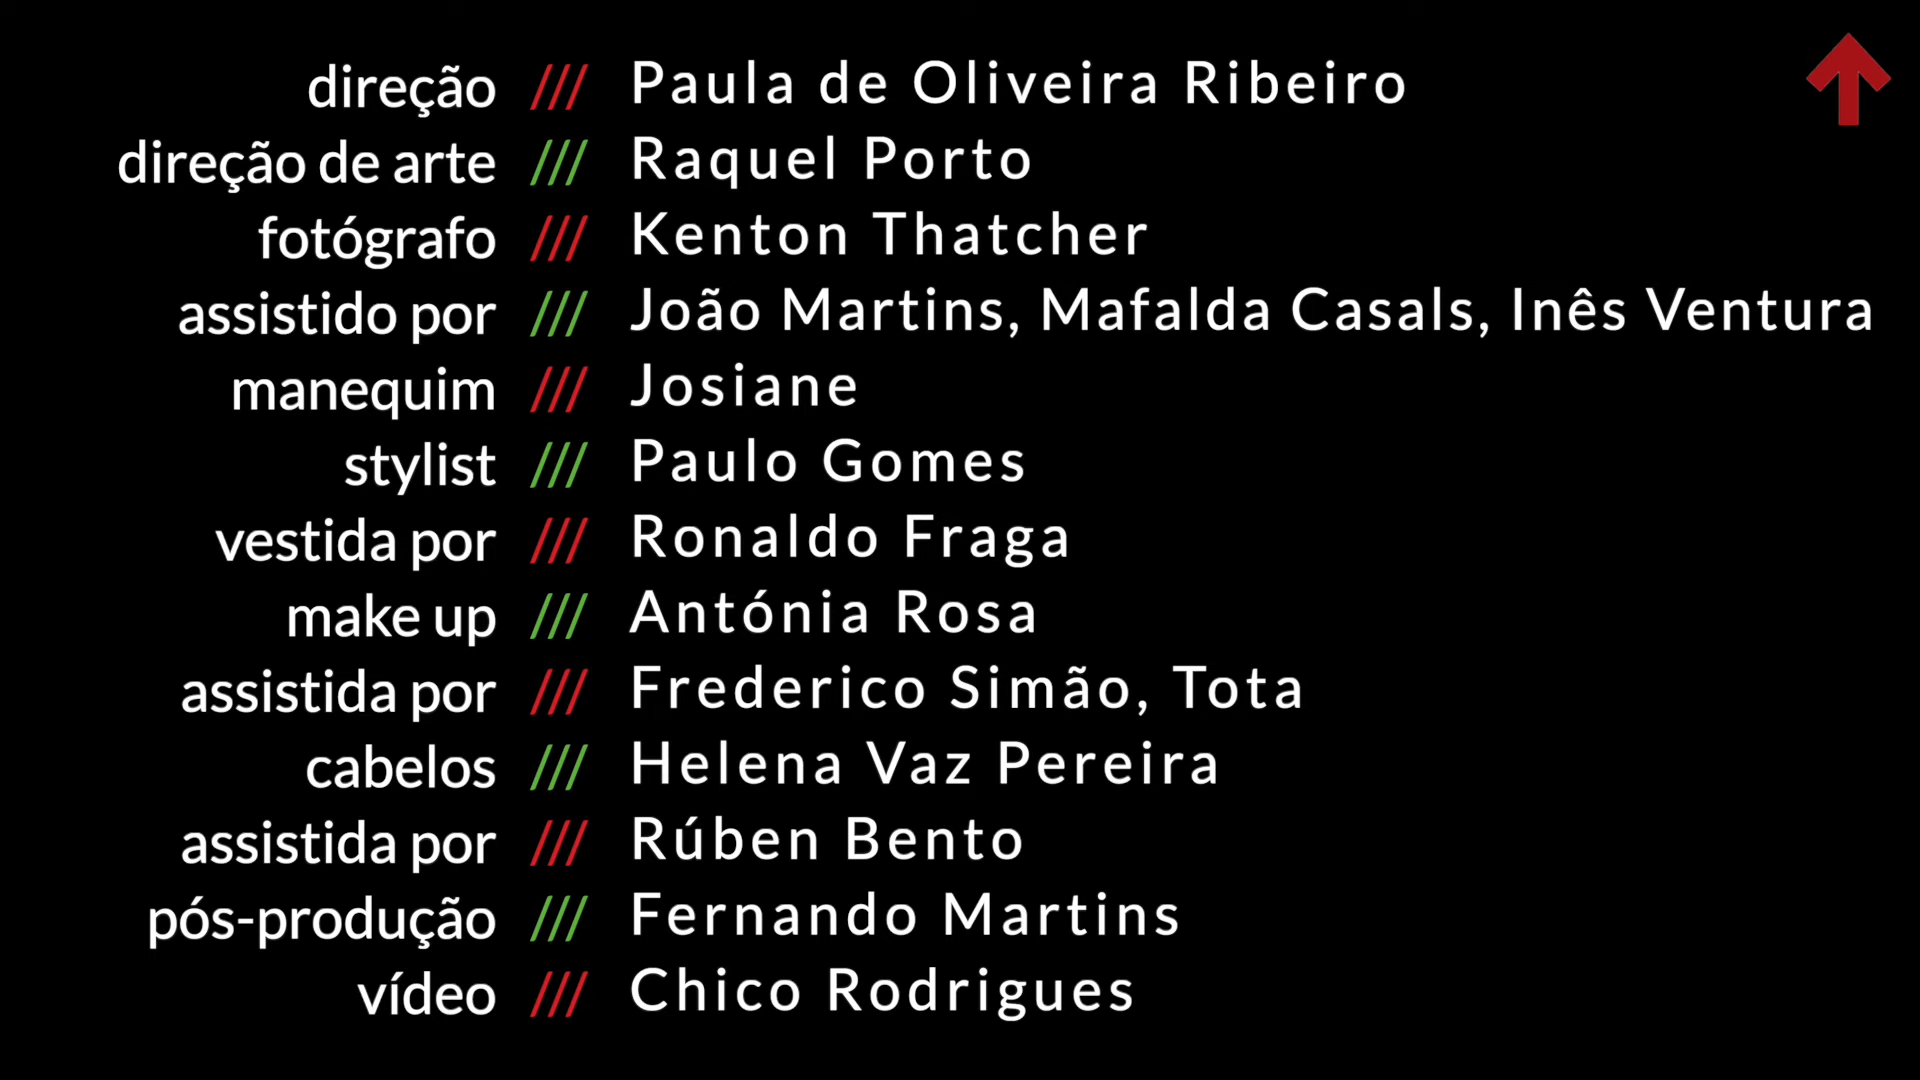 direção /// Paula de Oliveira Ribeiro
direção de arte /// Raquel Porto
fotógrafo /// Kenton Thatcher
assistido por /// João Martins, Mafalda Casals, Inês Ventura
manequim /// Josiane
stylist /// Paulo Gomes
vestida por /// Ronaldo Fraga
make up /// Antónia Rosa
assistida por /// Frederico Simão, Tota
cabelos /// Helena Vaz Pereira
assistida por /// Rúben Bento
pós-produção /// Fernando Martins
vídeo /// Chico Rodrigues